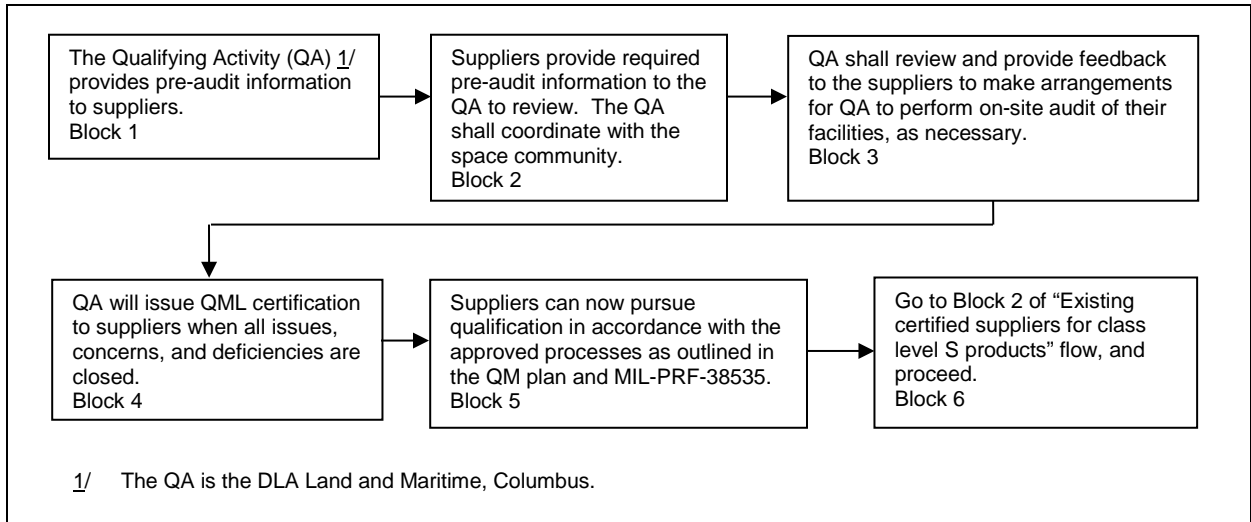 The Qualifying Activity (QA) 1/
provides pre-audit information
to suppliers.
Block 1
Suppliers provide required
pre-audit information to the
QA to review.  The QA
shall coordinate with the
space community.
Block 2
QA shall review and provide feedback
to the suppliers to make arrangements
for QA to perform on-site audit of their
facilities, as necessary.
Block 3
QA will issue QML certification
to suppliers when all issues,
concerns, and deficiencies are
closed.
Block 4
Suppliers can now pursue
qualification in accordance with the
approved processes as outlined in
the QM plan and MIL-PRF-38535.
Block 5
Go to Block 2 of “Existing
certified suppliers for class
level S products” flow, and
proceed.
Block 6
1/ The QA is the DLA Land and Maritime, Columbus.